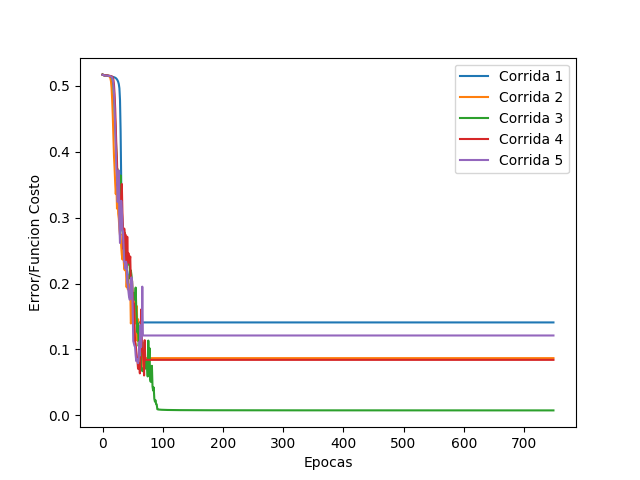 0.5
0.4
0.3
0.2
0.1
0.0
Error/Funcion Costo
0 100 200 300 400 500 600 700
Epocas
Corrida 1
Corrida 2
Corrida 3
Corrida 4
Corrida 5